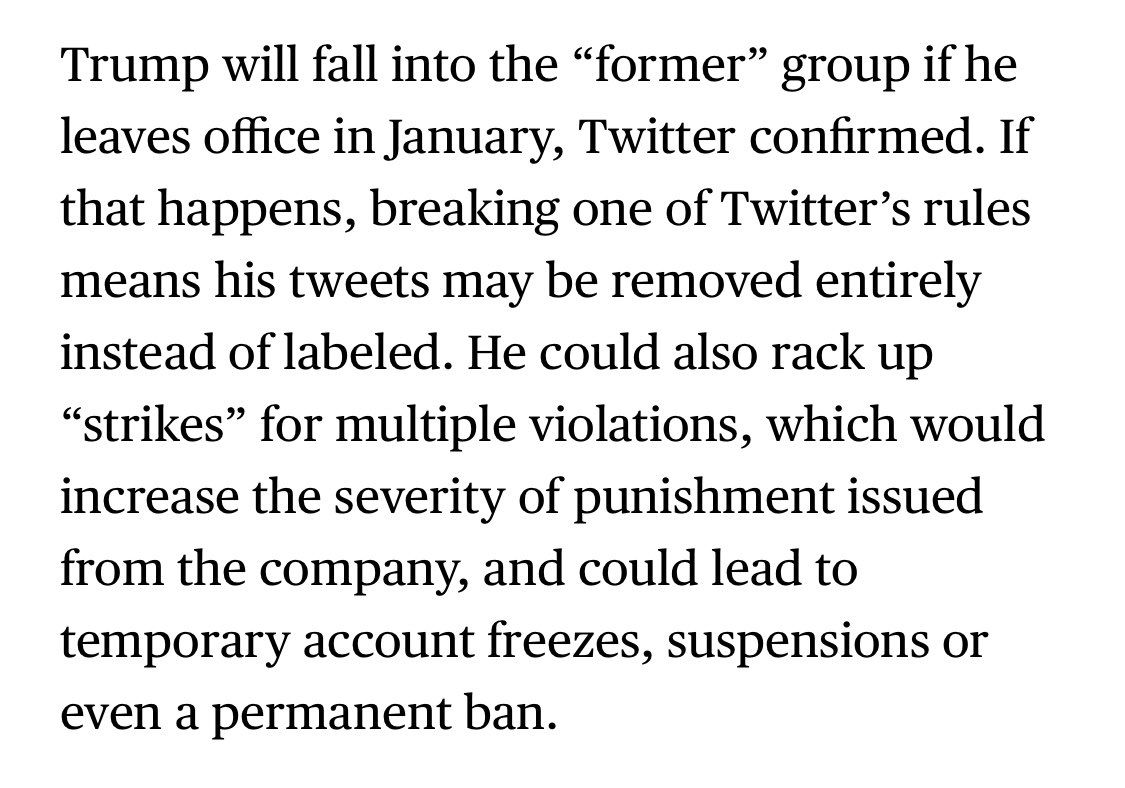 Trump will fall into the “former” group if he
leaves office in January, Twitter confirmed. If
that happens, breaking one of Twitter’s rules
means his tweets may be removed entirely
instead of labeled. He could also rack up
“strikes” for multiple violations, which would
increase the severity of punishment issued
from the company, and could lead to
temporary account freezes, suspensions or
even a permanent ban.